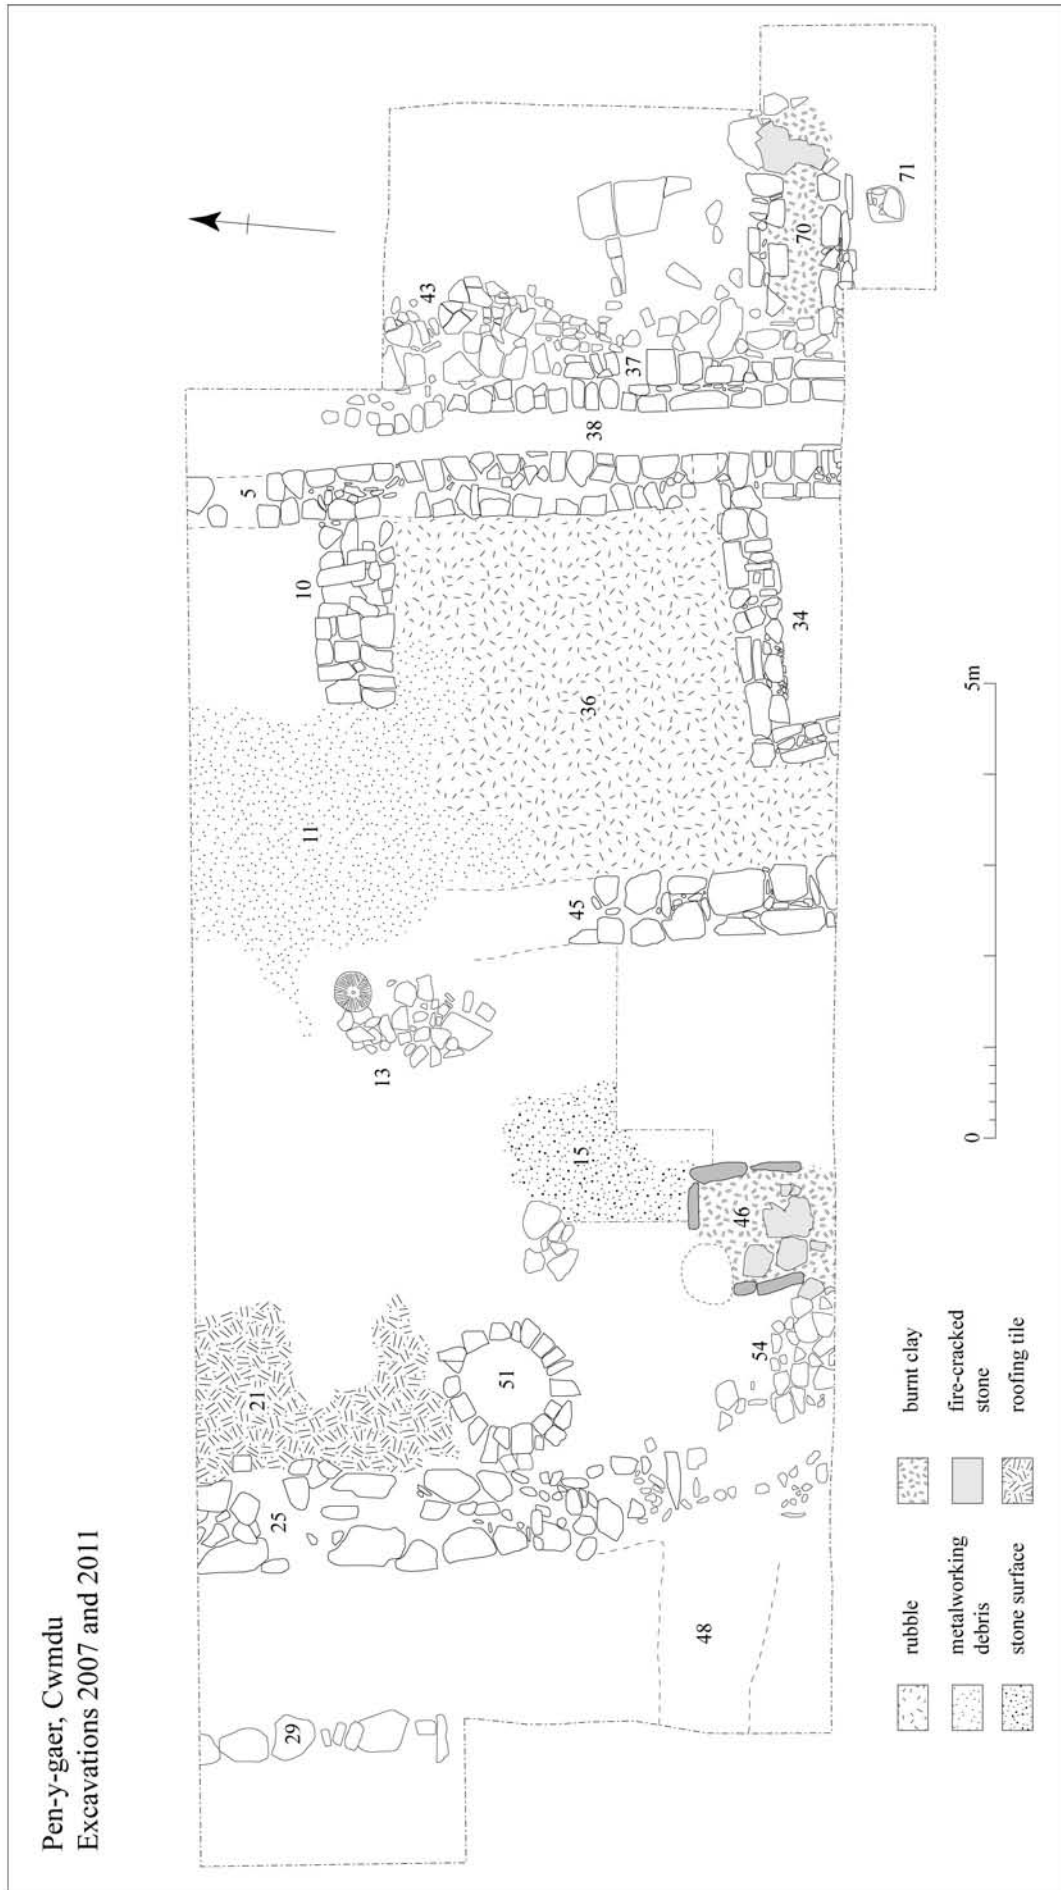 Pen-y-gaer, Cwmdu
Excavations 2007 and 2011
29
25
21
11
10
5
43
13
51
15
45
36
38
37
48
54
46
34
70
71
0
5m
rubble
burnt clay
metalworking
debris
fire-cracked
stone
stone surface
roofing tile